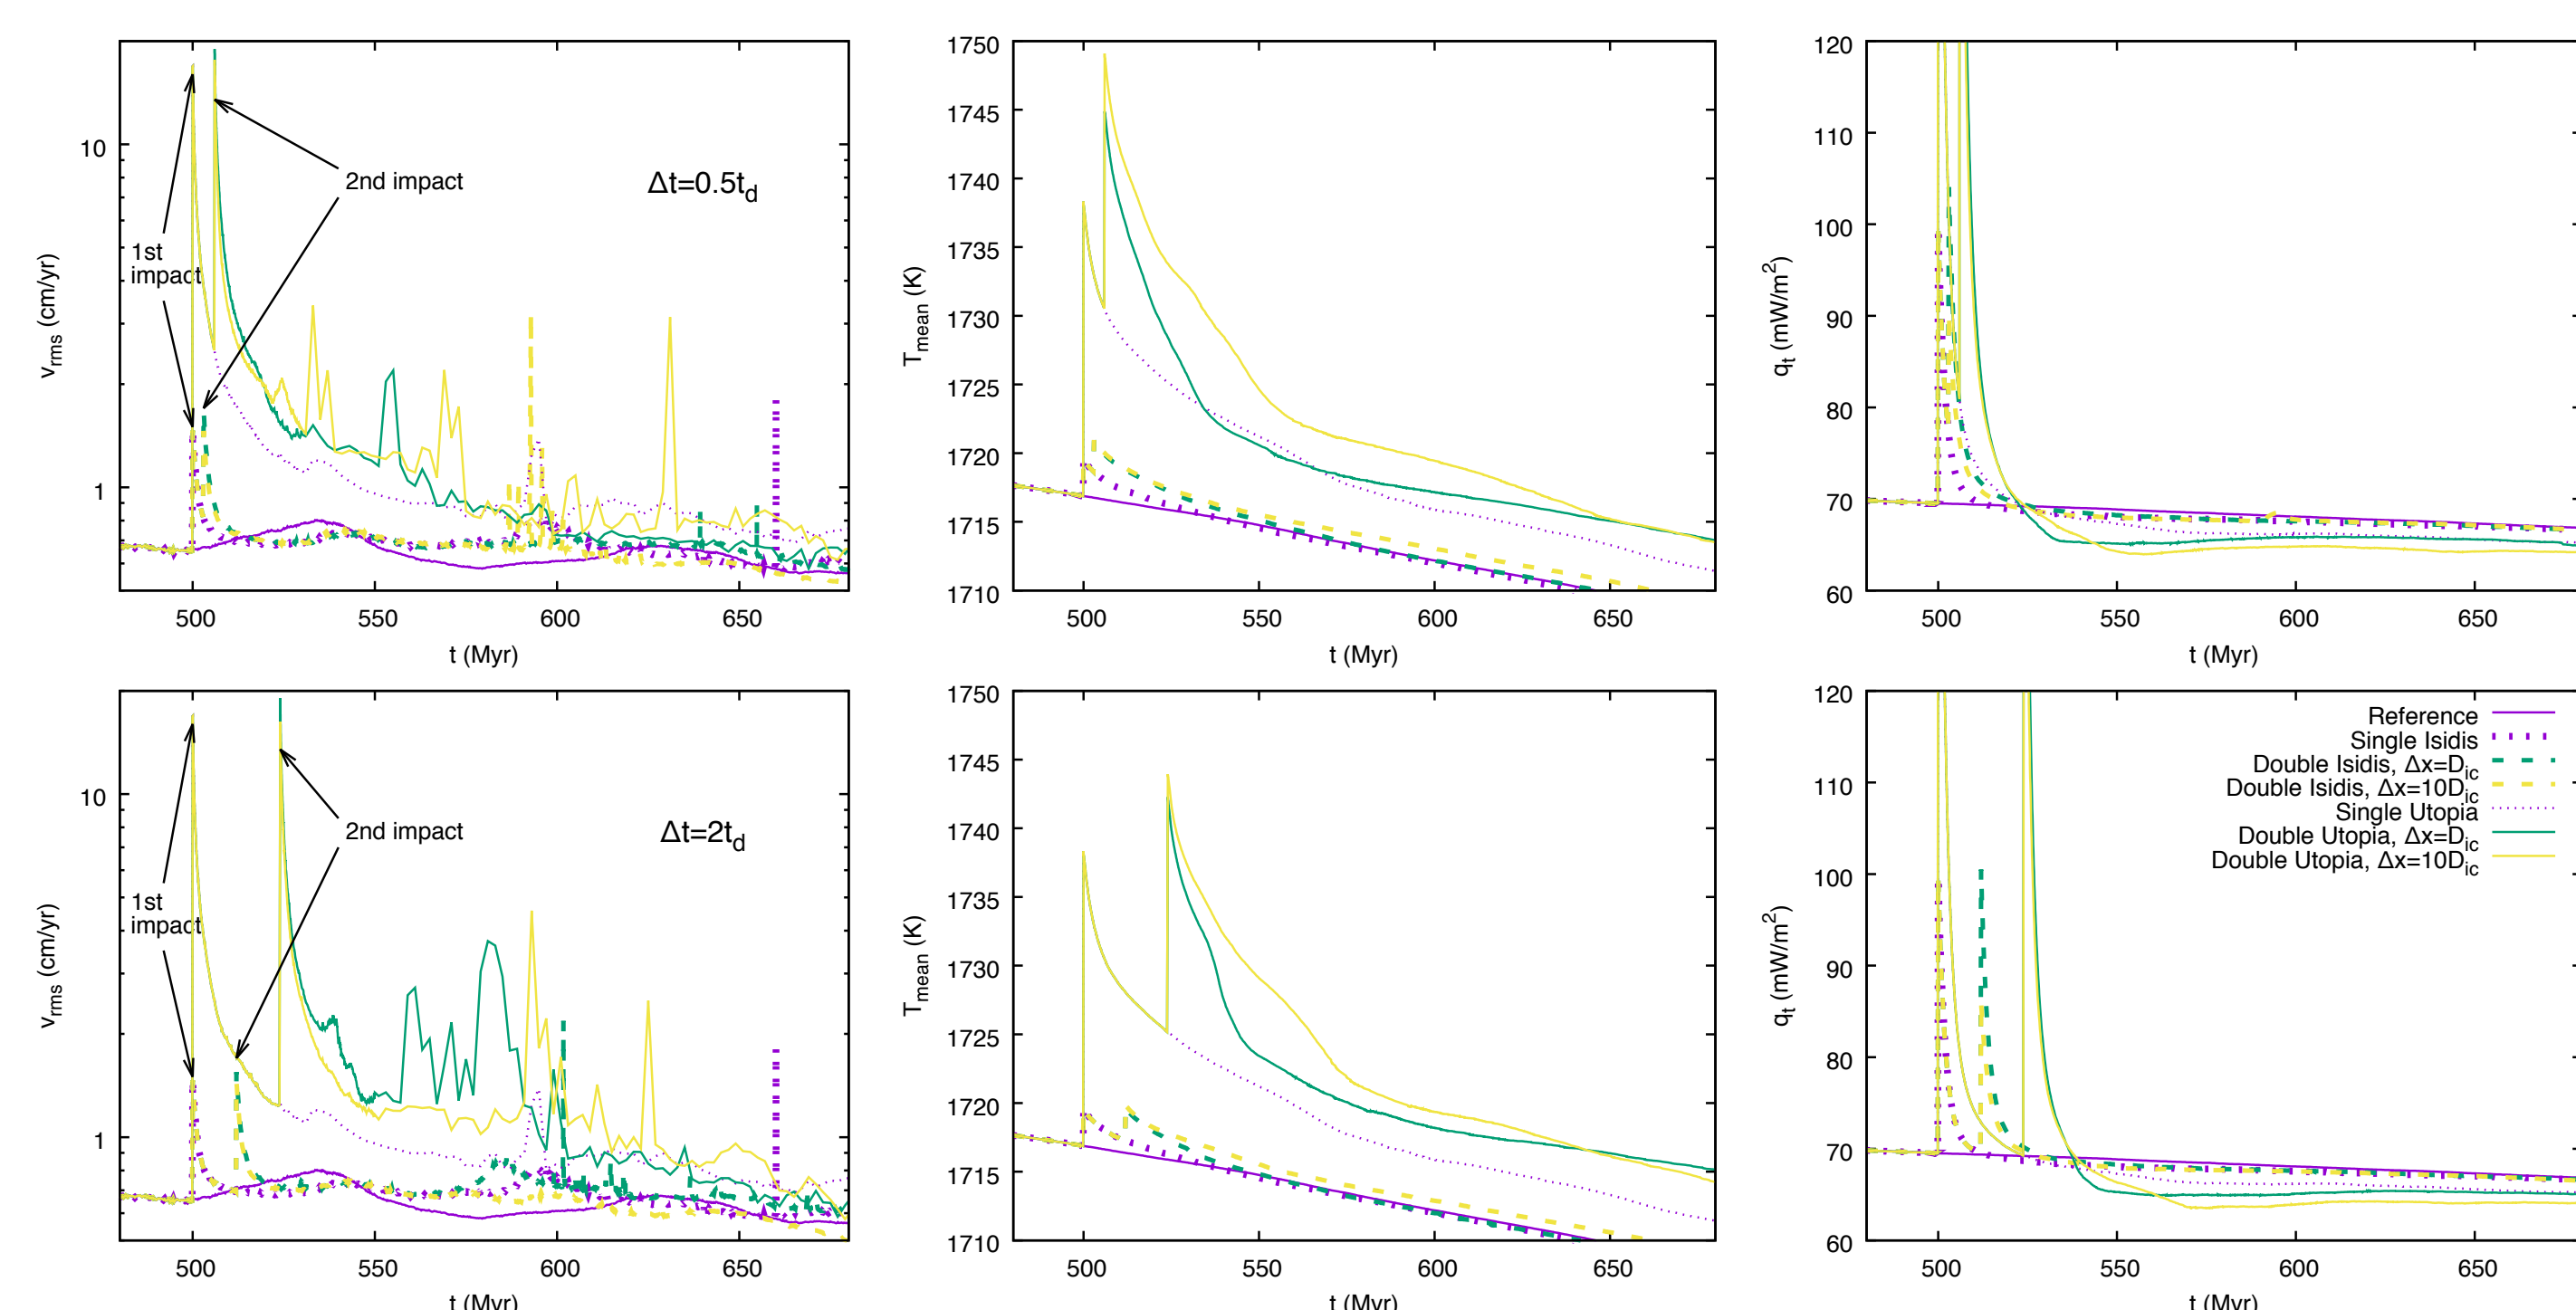 10
1
v_rms (cm/yr)
1st
impact
2nd impact
Δt=0.5t_d
500
550
600
650
t (Myr)
1750
1745
1740
1735
1730
1725
1720
1715
1710
T_mean (K)
500
550
600
650
t (Myr)
120
110
100
90
80
70
60
q_t (mW/m²)
500
550
600
650
t (Myr)
10
1
v_rms (cm/yr)
1st
impact
2nd impact
Δt=2t_d
500
550
600
650
t (Myr)
1750
1745
1740
1735
1730
1725
1720
1715
1710
T_mean (K)
500
550
600
650
t (Myr)
120
110
100
90
80
70
60
q_t (mW/m²)
Reference
Single Isidis
Double Isidis, Δx=D_ic
Double Isidis, Δx=10D_ic
Single Utopia
Double Utopia, Δx=D_ic
Double Utopia, Δx=10D_ic
500
550
600
650
t (Myr)